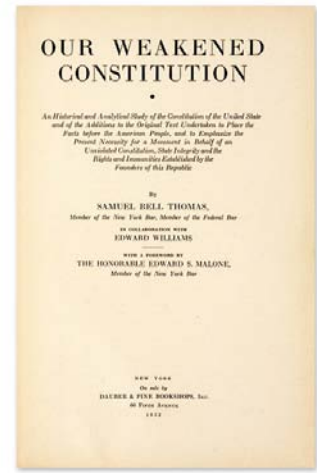 OUR WEAKENED
CONSTITUTION
An Historical and Analytical Study of the Constitution of the United State
and of the Additions to the Original Text Undertaken to Place the
Facts before the American People, and to Emphasize the
Present Necessity for a Movement in Behalf of an
Unviolated Constitution, State Integrity and the
Rights and Immunities Established by the
Founders of this Republic
By
SAMUEL BELL THOMAS,
Member of the New York Bar, Member of the Federal Bar
IN COLLABORATION WITH
EDWARD WILLIAMS
WITH A FOREWORD BY
THE HONORABLE EDWARD S. MALONE,
Member of the New York Bar
NEW YORK
On sale by
DAUBER & PINE BOOKSHOPS, Inc.
66 Fifth Avenue
1932